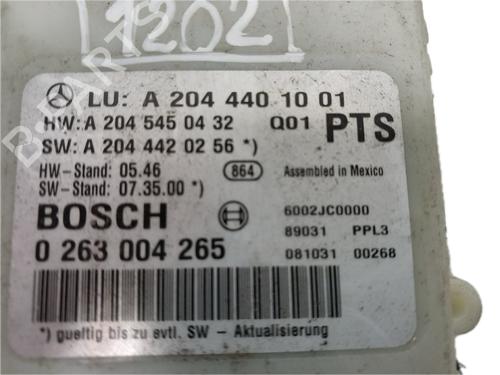 1202
LU: A 204 440 10 01
HW: A 204 545 04 32 Q01 PTS
SW: A 204 442 02 56 *)
HW-Stand: 05.46 864 Assembled in Mexico
SW-Stand: 07.35.00 *)
BOSCH 6002JC0000
89031 PPL3
0 263 004 265 081031 00268
*) gueltig bis zu evtl. SW - Aktualisierung
B-PARTS